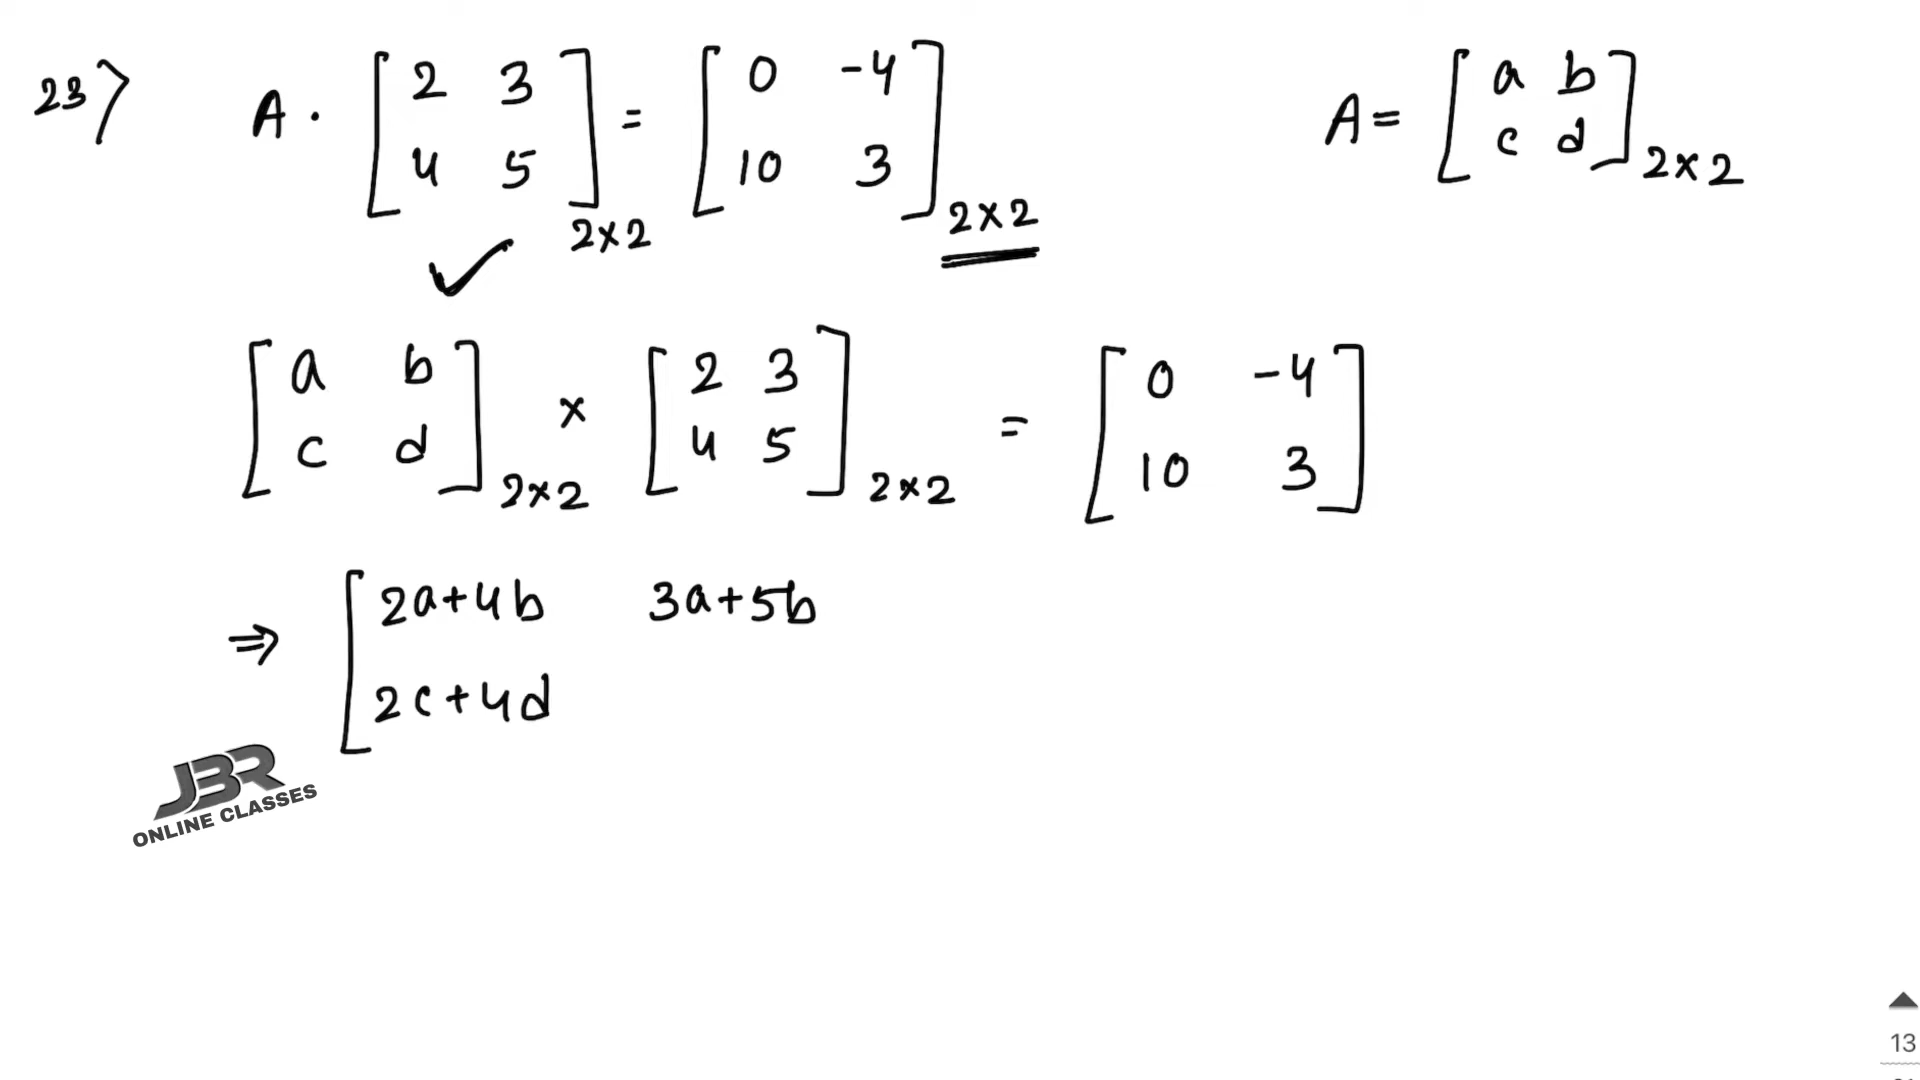 23) A · [2 3 4 5]2×2 = [0 -4 10 3]2×2 A = [a b c d]2×2
[a b c d]2×2 × [2 3 4 5]2×2 = [0 -4 10 3]
⇒ [2a+4b 3a+5b
2c+4d
JBR
ONLINE CLASSES
13